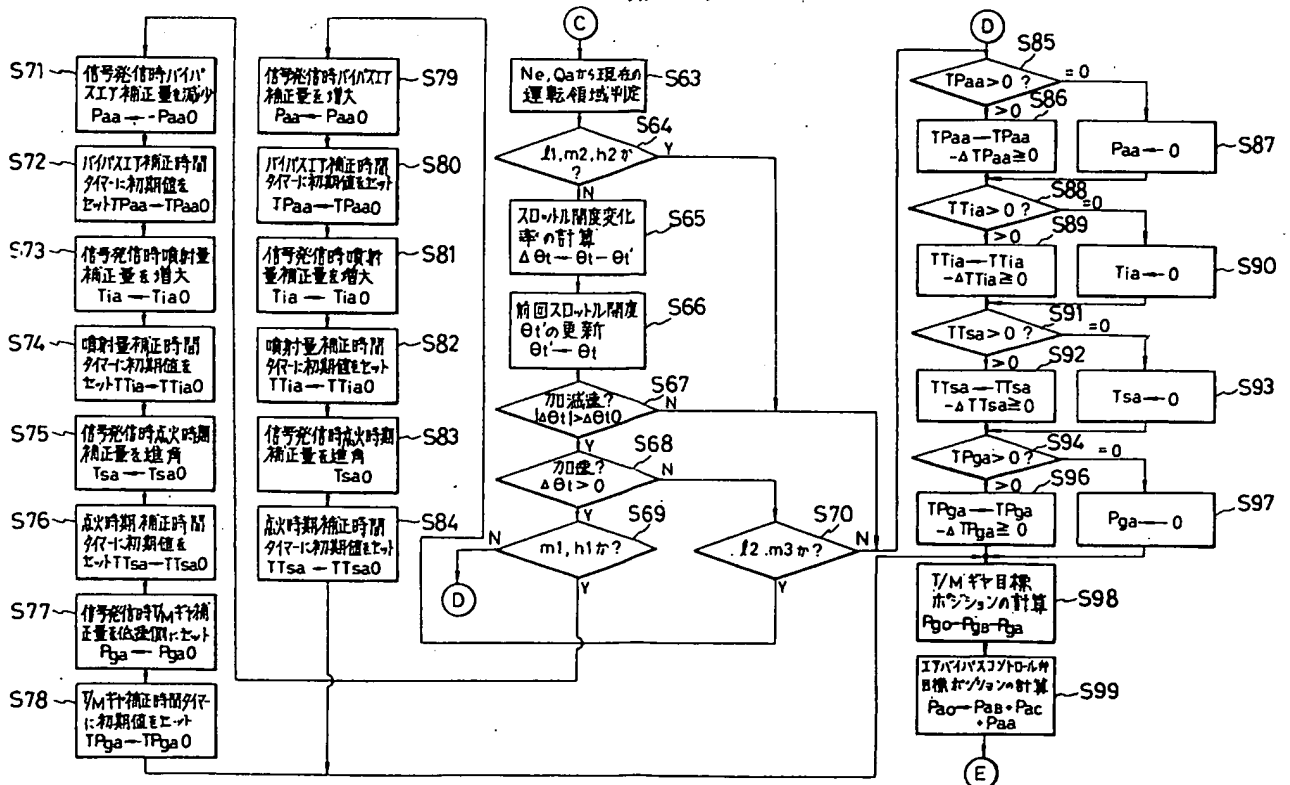 S71
信号発信時バイパ
スエア補正量を減少
Paa ← -Paa0
S72
バイパスエア補正時間
タイマーに初期値を
セットTPaa←TPaa0
S73
信号発信時噴射量
補正量を増大
Tia ← Tia0
S74
噴射量補正時間
タイマーに初期値を
セットTTia←TTia0
S75
信号発信時点火時期
補正量を進角
Tsa ← Tsa0
S76
点火時期補正時間
タイマーに初期値を
セットTTsa←TTsa0
S77
信号発信時T/Mギヤ補
正量を低速側にセット
Pga ← Pga0
S78
T/Mギヤ補正時間タイマー
に初期値をセット
TPga←TPga0
S79
信号発信時バイパスエア
補正量を増大
Paa ← Paa0
S80
バイパスエア補正時間
タイマーに初期値をセット
TPaa←TPaa0
S81
信号発信時噴射
量補正量を増大
Tia ← Tia0
S82
噴射量補正時間
タイマーに初期値をセット
TTia←TTia0
S83
信号発信時点火時期
補正量を進角
Tsa0
S84
点火時期補正時間
タイマーに初期値をセット
TTsa ← TTsa0
C
S63
Ne,Qaから現在の
運転領域判定
S64
ℓ1,m2,h2か
?
Y
N
S65
スロットル開度変化
率の計算
Δθt ← θt - θt'
S66
前回スロットル開度
θt'の更新
θt' ← θt
S67
加減速?
|Δθt|>Δθt0
N
Y
S68
加速?
Δθt > 0
N
Y
S69
m1,h1か?
N
Y
D
S70
ℓ2.m3か?
N
Y
D
S85
TPaa>0 ?
=0
>0
S86
TPaa←TPaa
-ΔTPaa≧0
S87
Paa←0
S88
TTia>0 ?
=0
>0
S89
TTia←TTia
-ΔTTia≧0
S90
Tia←0
S91
TTsa>0 ?
=0
>0
S92
TTsa←TTsa
-ΔTTsa≧0
S93
Tsa←0
S94
TPga>0 ?
=0
>0
S96
TPga←TPga
-ΔTPga≧0
S97
Pga←0
S98
T/Mギヤ目標
ポジションの計算
Pgo←PgB-Pga
S99
エアバイパスコントロール弁
目標ポジションの計算
Pao←PaB+Pac
+Paa
E